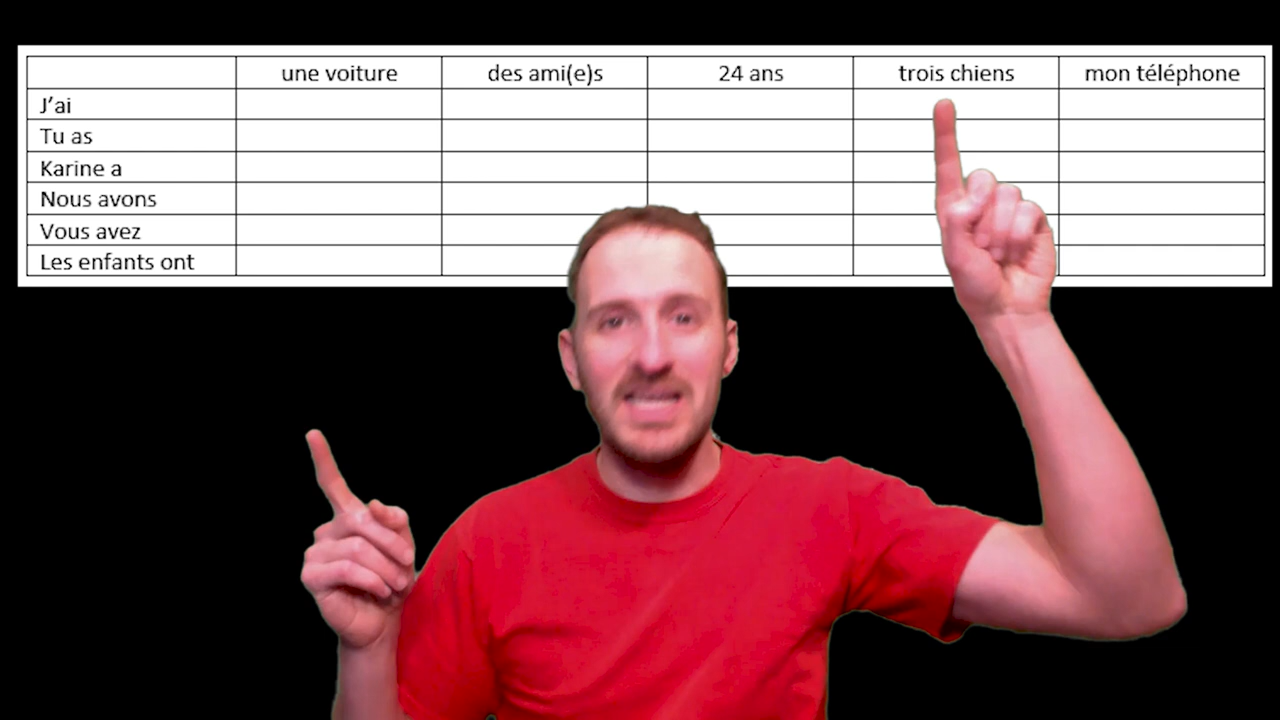 une voiture des ami(e)s 24 ans trois chiens mon téléphone
J'ai
Tu as
Karine a
Nous avons
Vous avez
Les enfants ont